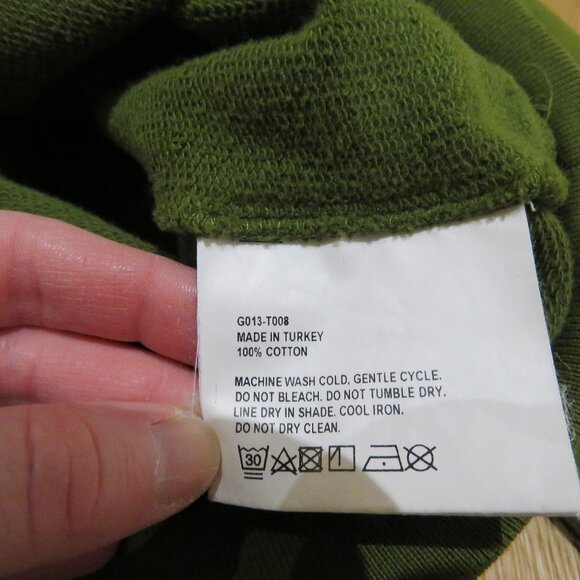 G013-T008
MADE IN TURKEY
100% COTTON
MACHINE WASH COLD, GENTLE CYCLE.
DO NOT BLEACH. DO NOT TUMBLE DRY.
LINE DRY IN SHADE. COOL IRON.
DO NOT DRY CLEAN.
30